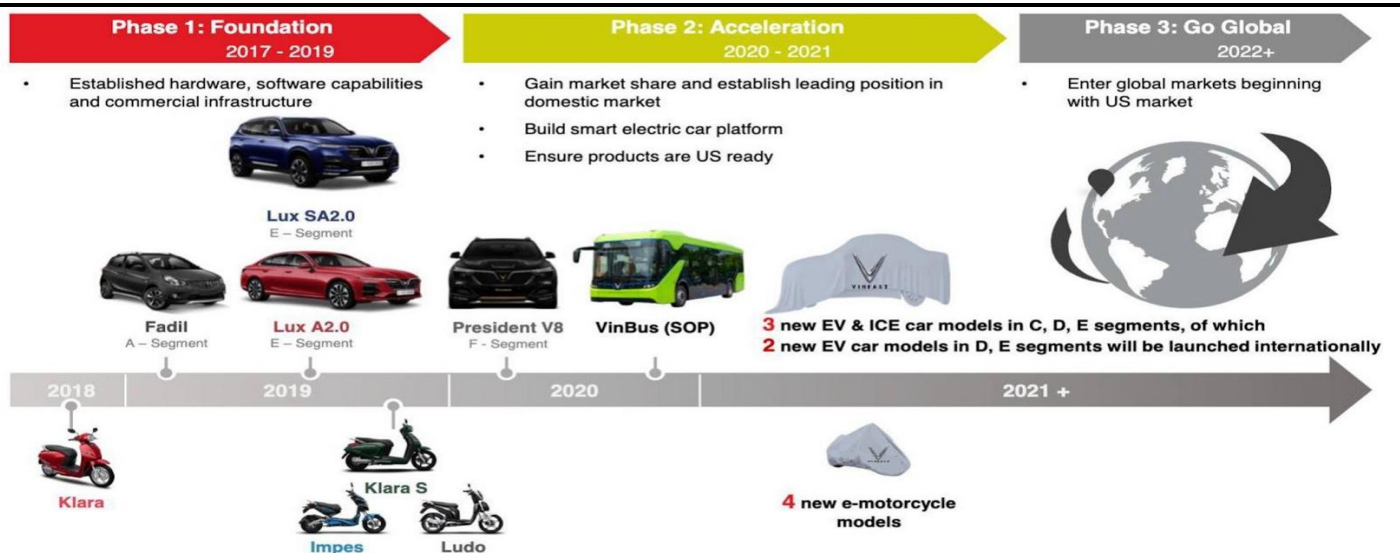 Phase 1: Foundation
2017 - 2019
Phase 2: Acceleration
2020 - 2021
Phase 3: Go Global
2022+
• Established hardware, software capabilities
and commercial infrastructure
• Gain market share and establish leading position in
domestic market
• Build smart electric car platform
• Ensure products are US ready
• Enter global markets beginning
with US market
Lux SA2.0
E – Segment
Fadil
A – Segment
Lux A2.0
E – Segment
President V8
F - Segment
VinBus (SOP)
VINFAST
3 new EV & ICE car models in C, D, E segments, of which
2 new EV car models in D, E segments will be launched internationally
2018
2019
2020
2021 +
Klara
Klara S
Impes
Ludo
VINFAST
4 new e-motorcycle
models